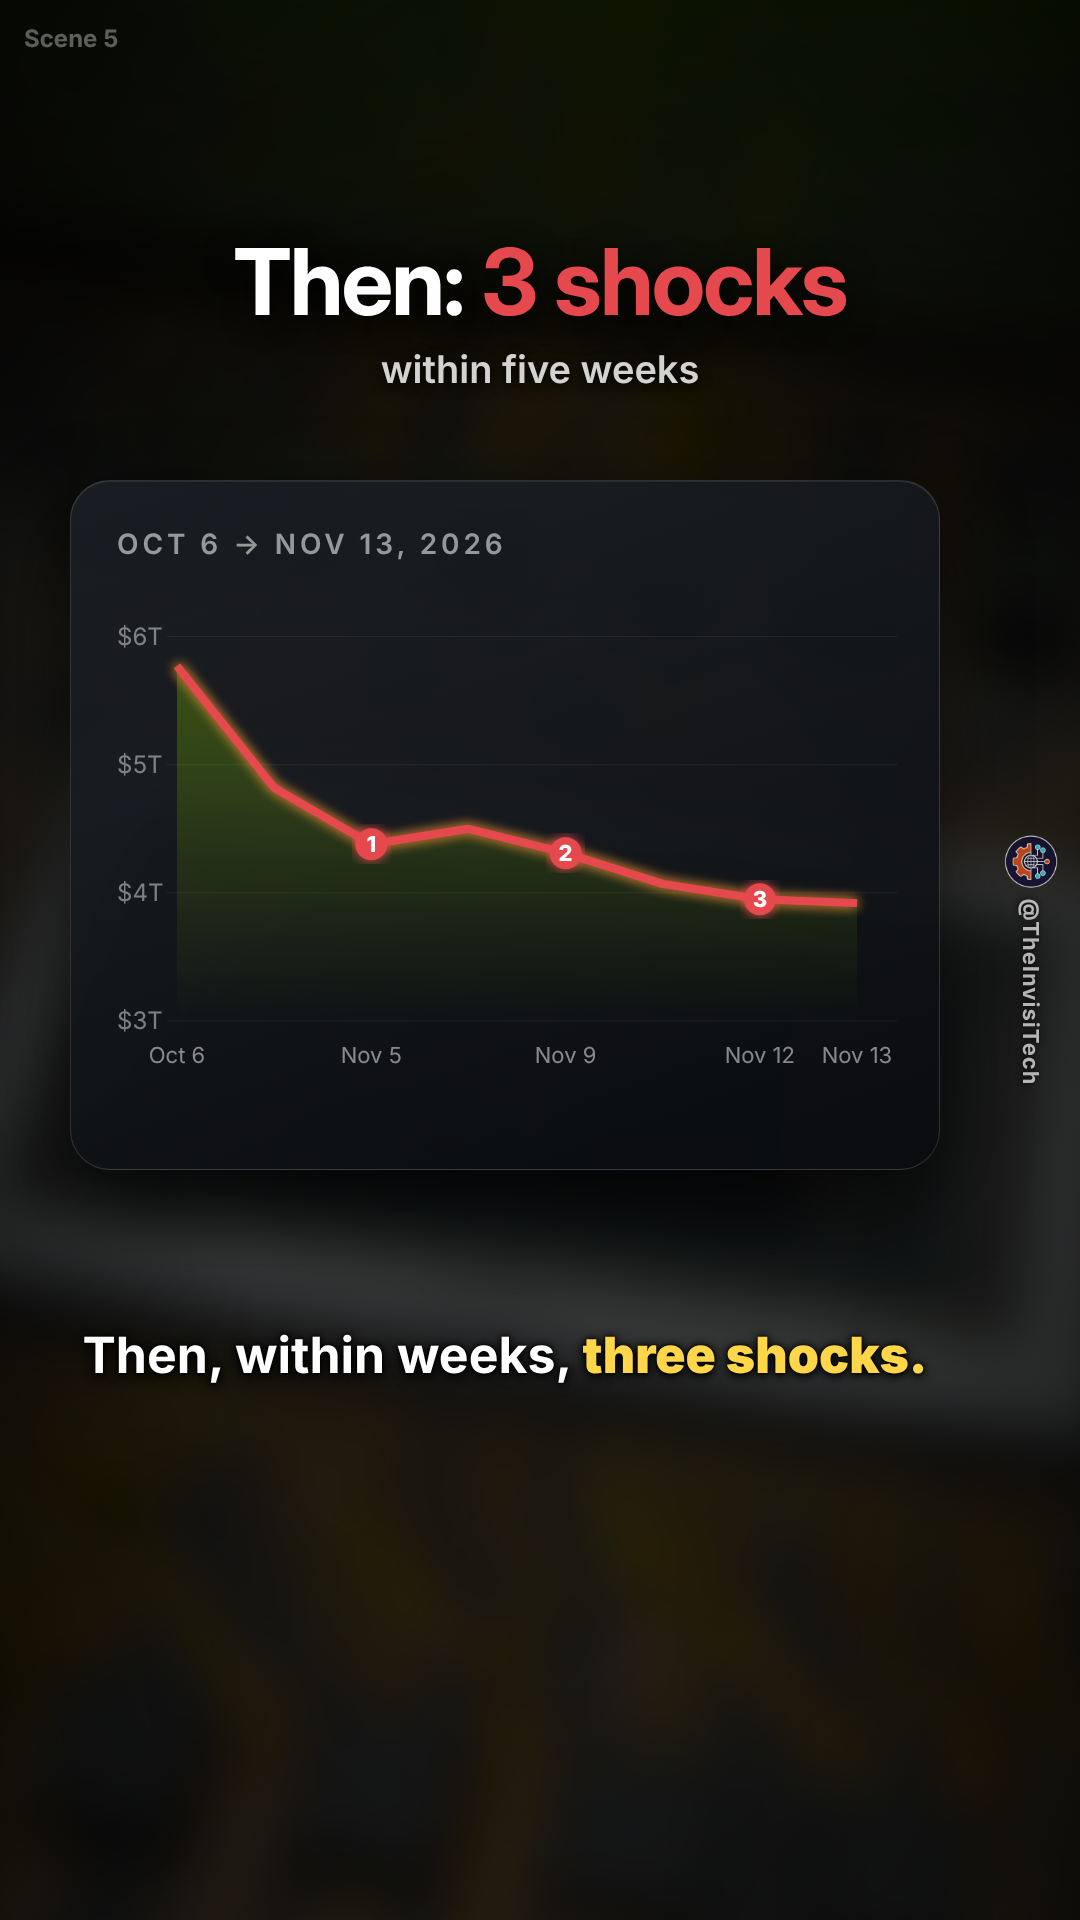 Scene 5
Then: 3 shocks
within five weeks
OCT 6 → NOV 13, 2026
$6T
$5T
$4T
$3T
1
2
3
Oct 6
Nov 5
Nov 9
Nov 12
Nov 13
@TheInvisiTech
Then, within weeks, three shocks.